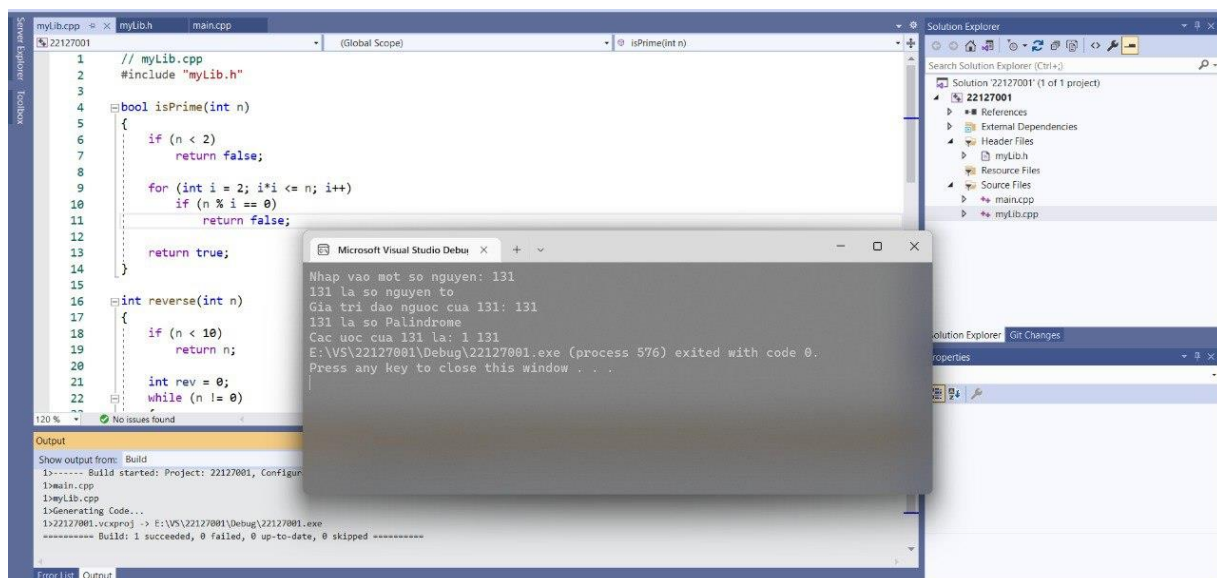 Server Explorer
Toolbox
myLib.cpp
myLib.h
main.cpp
22127001
(Global Scope)
isPrime(int n)
1 // myLib.cpp
2 #include "myLib.h"
3
4 bool isPrime(int n)
5 {
6 if (n < 2)
7 return false;
8
9 for (int i = 2; i*i <= n; i++)
10 if (n % i == 0)
11 return false;
12
13 return true;
14 }
15
16 int reverse(int n)
17 {
18 if (n < 10)
19 return n;
20
21 int rev = 0;
22 while (n != 0)
120 %
No issues found
Microsoft Visual Studio Debu
Nhap vao mot so nguyen: 131
131 la so nguyen to
Gia tri dao nguoc cua 131: 131
131 la so Palindrome
Cac uoc cua 131 la: 1 131
E:\VS\22127001\Debug\22127001.exe (process 576) exited with code 0.
Press any key to close this window . . .
Output
Show output from: Build
1>------ Build started: Project: 22127001, Configur
1>main.cpp
1>myLib.cpp
1>Generating Code...
1>22127001.vcxproj -> E:\VS\22127001\Debug\22127001.exe
========== Build: 1 succeeded, 0 failed, 0 up-to-date, 0 skipped ==========
Error List
Output
Solution Explorer
Search Solution Explorer (Ctrl+;)
Solution '22127001' (1 of 1 project)
22127001
References
External Dependencies
Header Files
myLib.h
Resource Files
Source Files
main.cpp
myLib.cpp
Solution Explorer
Git Changes
Properties